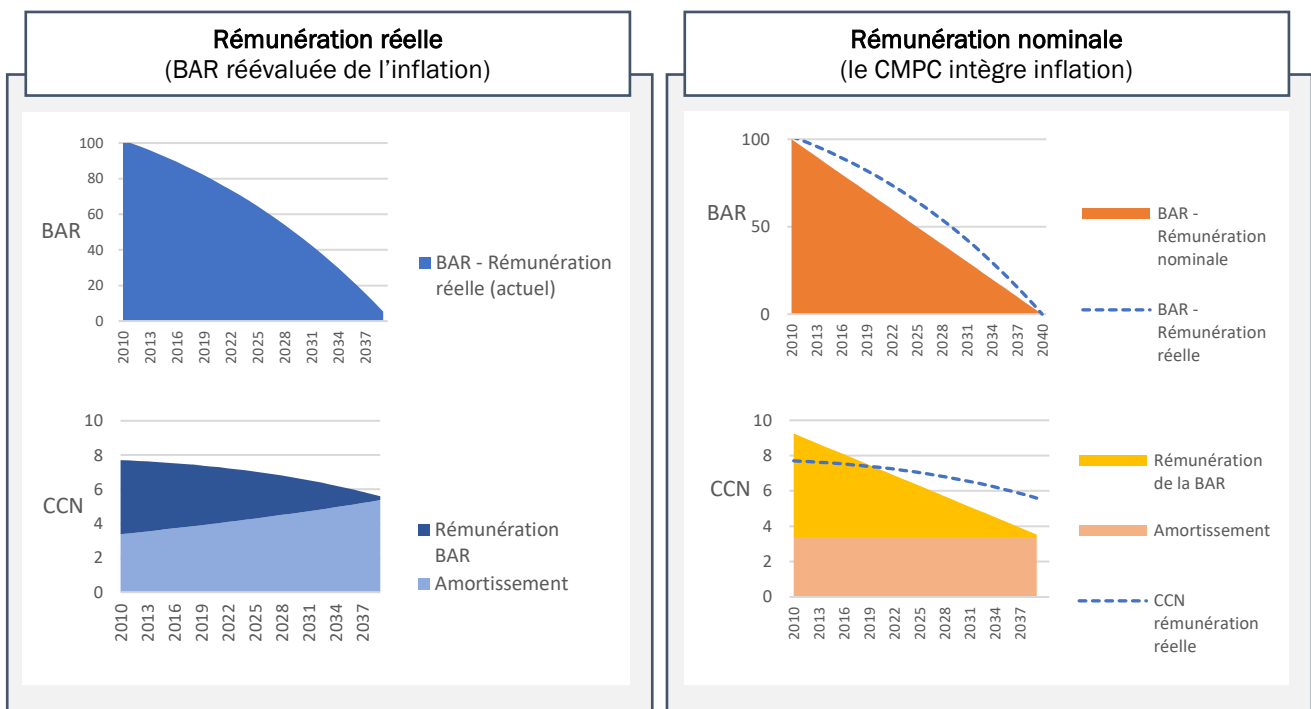 Rémunération réelle
(BAR réévaluée de l'inflation)
100
80
60
40
20
0
BAR
2010
2013
2016
2019
2022
2025
2028
2031
2034
2037
BAR - Rémunération
réelle (actuel)
10
8
6
4
2
0
CCN
2010
2013
2016
2019
2022
2025
2028
2031
2034
2037
Rémunération
BAR
Amortissement
Rémunération nominale
(le CMPC intègre inflation)
100
50
0
BAR
2010
2013
2016
2019
2022
2025
2028
2031
2034
2037
2040
BAR -
Rémunération
nominale
BAR -
Rémunération
réelle
10
8
6
4
2
0
CCN
2010
2013
2016
2019
2022
2025
2028
2031
2034
2037
Rémunération
de la BAR
Amortissement
CCN
rémunération
réelle